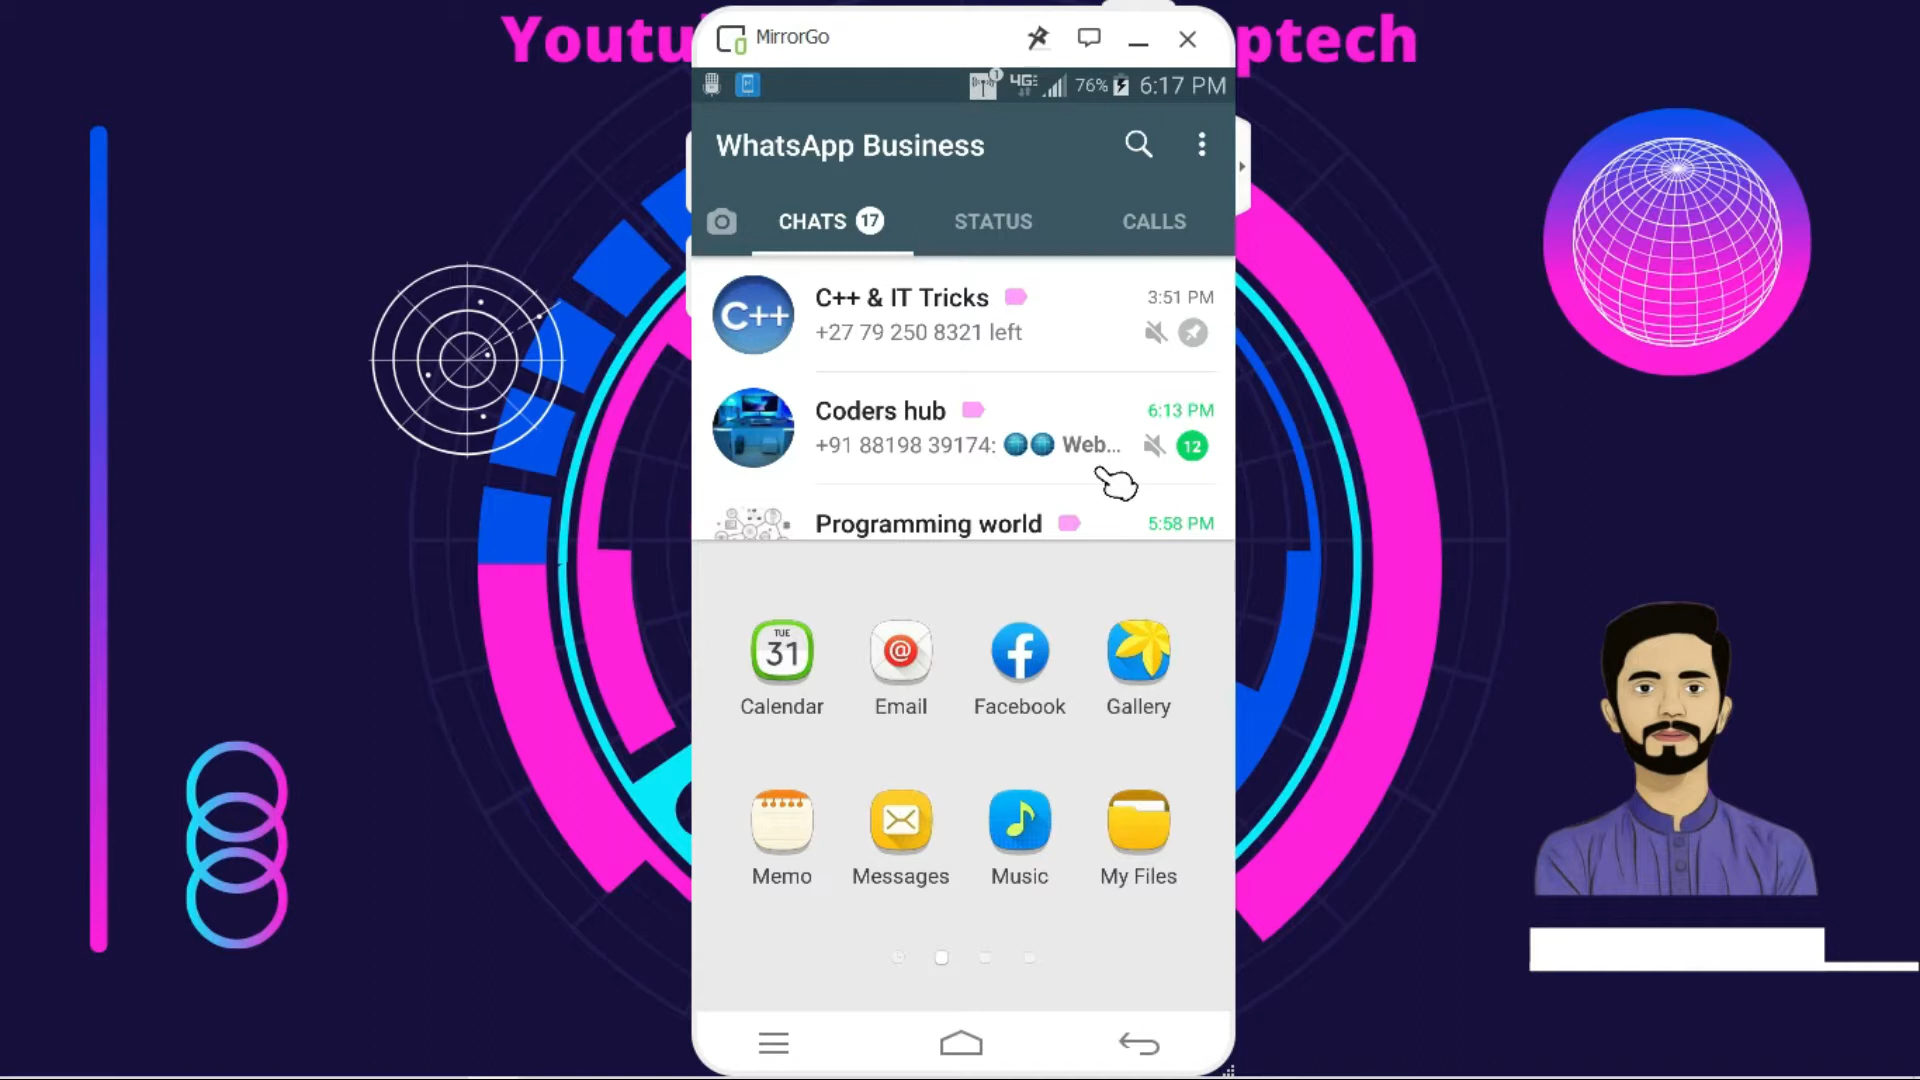 Youtu
ptech
MirrorGo
1
4G
76%
6:17 PM
WhatsApp Business
CHATS 17
STATUS
CALLS
C++
C++ & IT Tricks
3:51 PM
+27 79 250 8321 left
Coders hub
6:13 PM
+91 88198 39174: 🌐🌐 Web...
12
Programming world
5:58 PM
TUE
31
@
Calendar
Email
Facebook
Gallery
Memo
Messages
Music
My Files